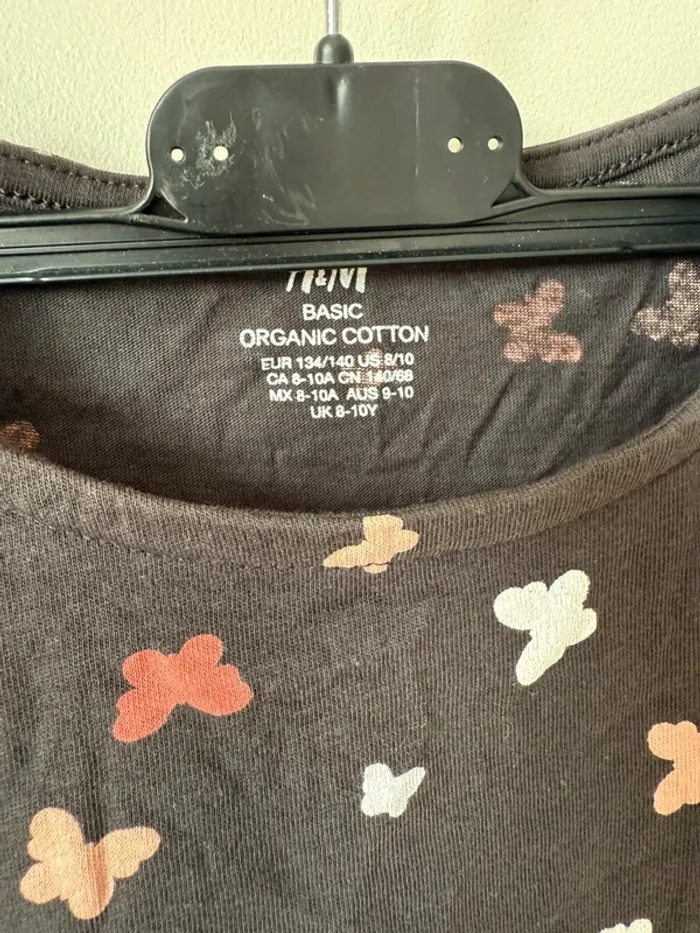 H&M
BASIC
ORGANIC COTTON
EUR 134/140 US 8/10
CA 8-10A CN 140/68
MX 8-10A AUS 9-10
UK 8-10Y